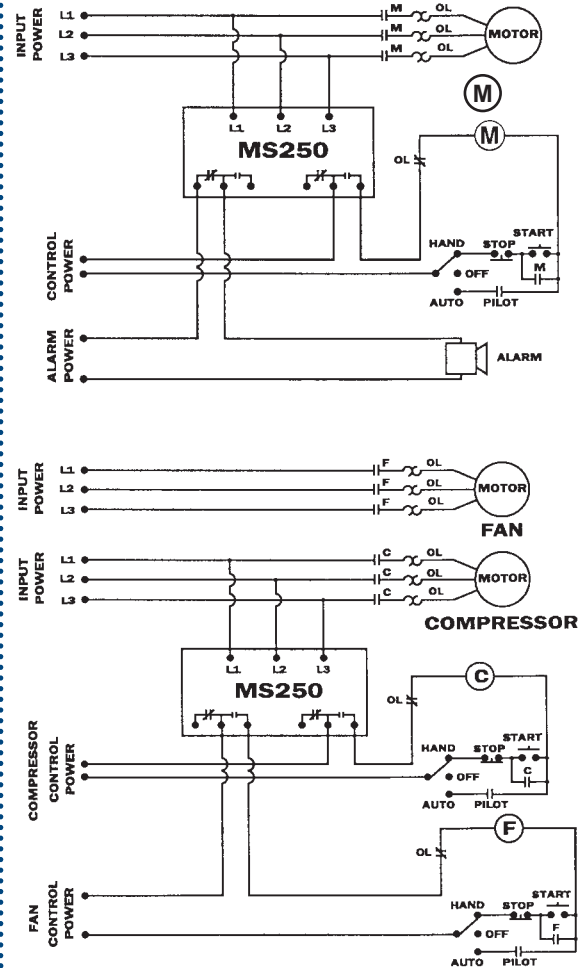 INPUT POWER
L1 M OL
L2 M OL MOTOR
L3 M OL
M
L1 L2 L3
MS250
M
OL
CONTROL POWER
HAND STOP START
OFF M
AUTO PILOT
ALARM POWER
ALARM
INPUT POWER
L1 F OL
L2 F OL MOTOR
L3 F OL
FAN
INPUT POWER
L1 C OL
L2 C OL MOTOR
L3 C OL
COMPRESSOR
L1 L2 L3
MS250
C
OL
COMPRESSOR CONTROL POWER
HAND STOP START
OFF C
AUTO PILOT
F
OL
FAN CONTROL POWER
HAND STOP START
OFF F
AUTO PILOT